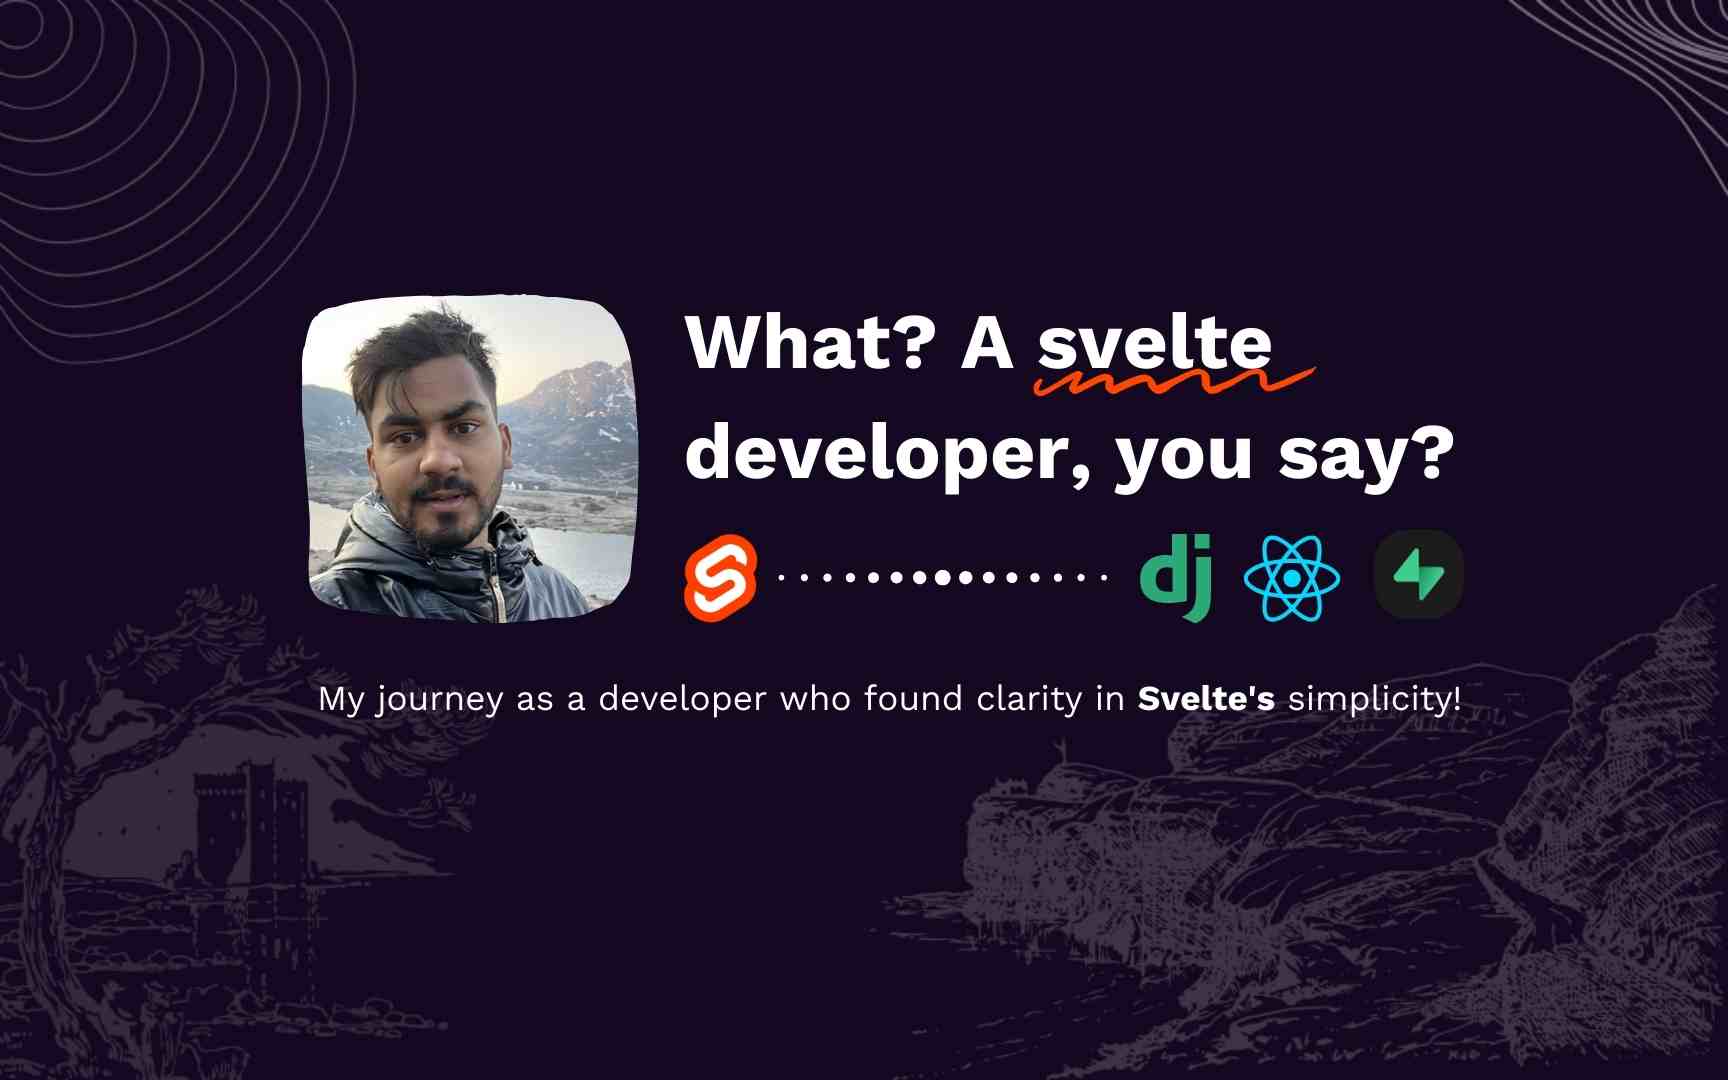 What? A svelte
developer, you say?
dj
My journey as a developer who found clarity in Svelte's simplicity!